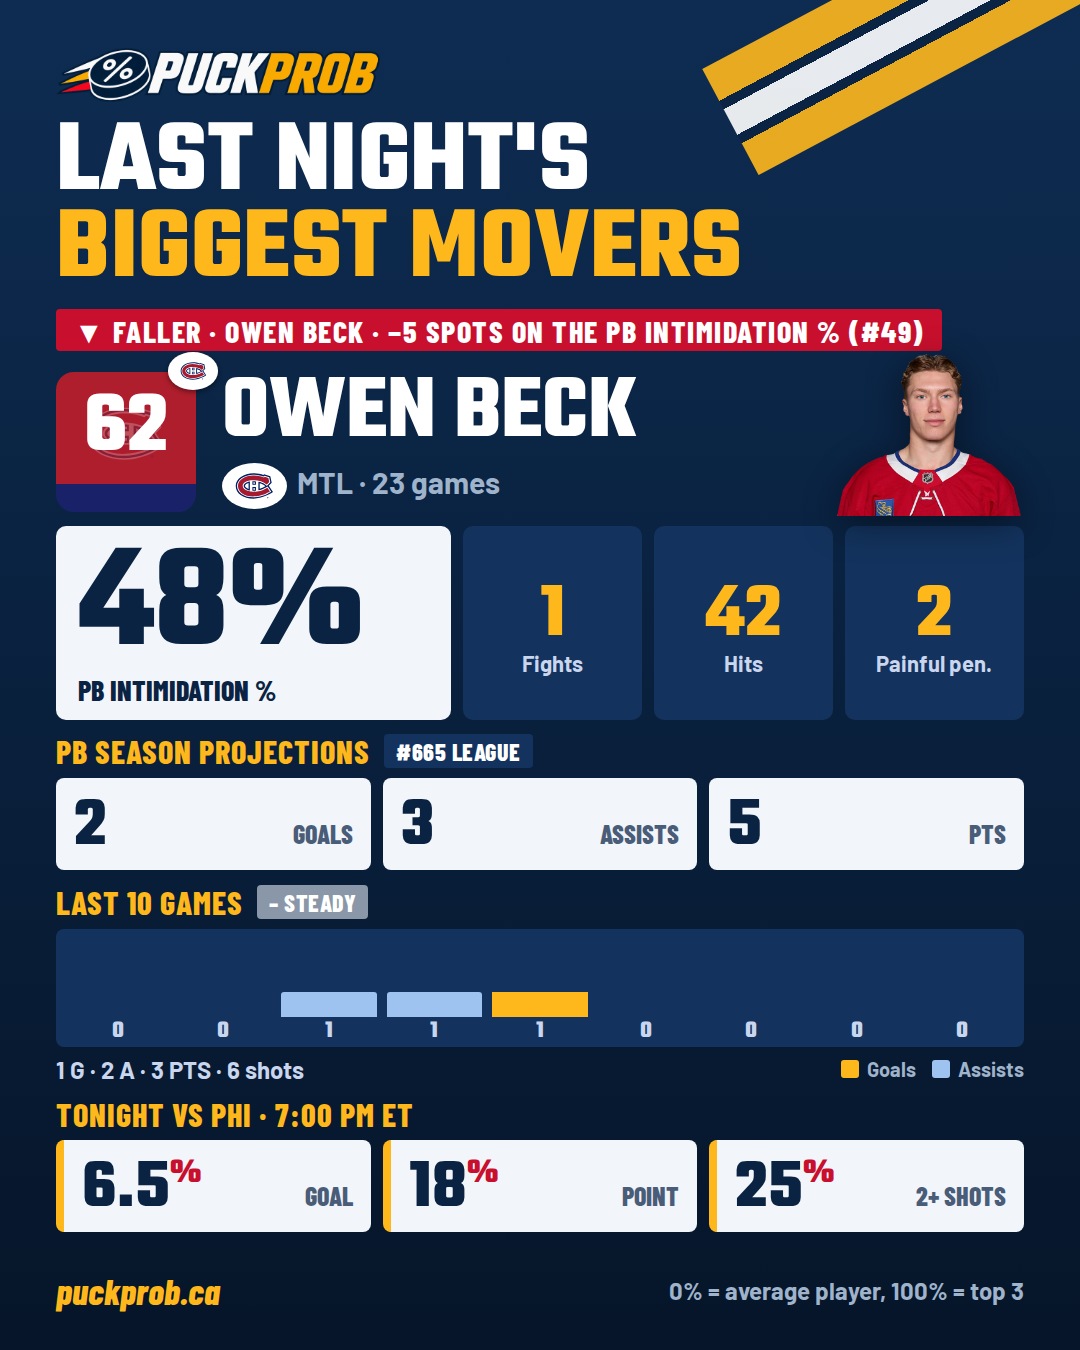 % PUCKPROB
LAST NIGHT'S
BIGGEST MOVERS
▼ FALLER · OWEN BECK · −5 SPOTS ON THE PB INTIMIDATION % (#49)
62
OWEN BECK
MTL · 23 games
48%
PB INTIMIDATION %
1
Fights
42
Hits
2
Painful pen.
PB SEASON PROJECTIONS #665 LEAGUE
2 GOALS
3 ASSISTS
5 PTS
LAST 10 GAMES – STEADY
0 0 1 1 1 0 0 0 0
1 G · 2 A · 3 PTS · 6 shots
Goals Assists
TONIGHT VS PHI · 7:00 PM ET
6.5% GOAL
18% POINT
25% 2+ SHOTS
puckprob.ca
0% = average player, 100% = top 3